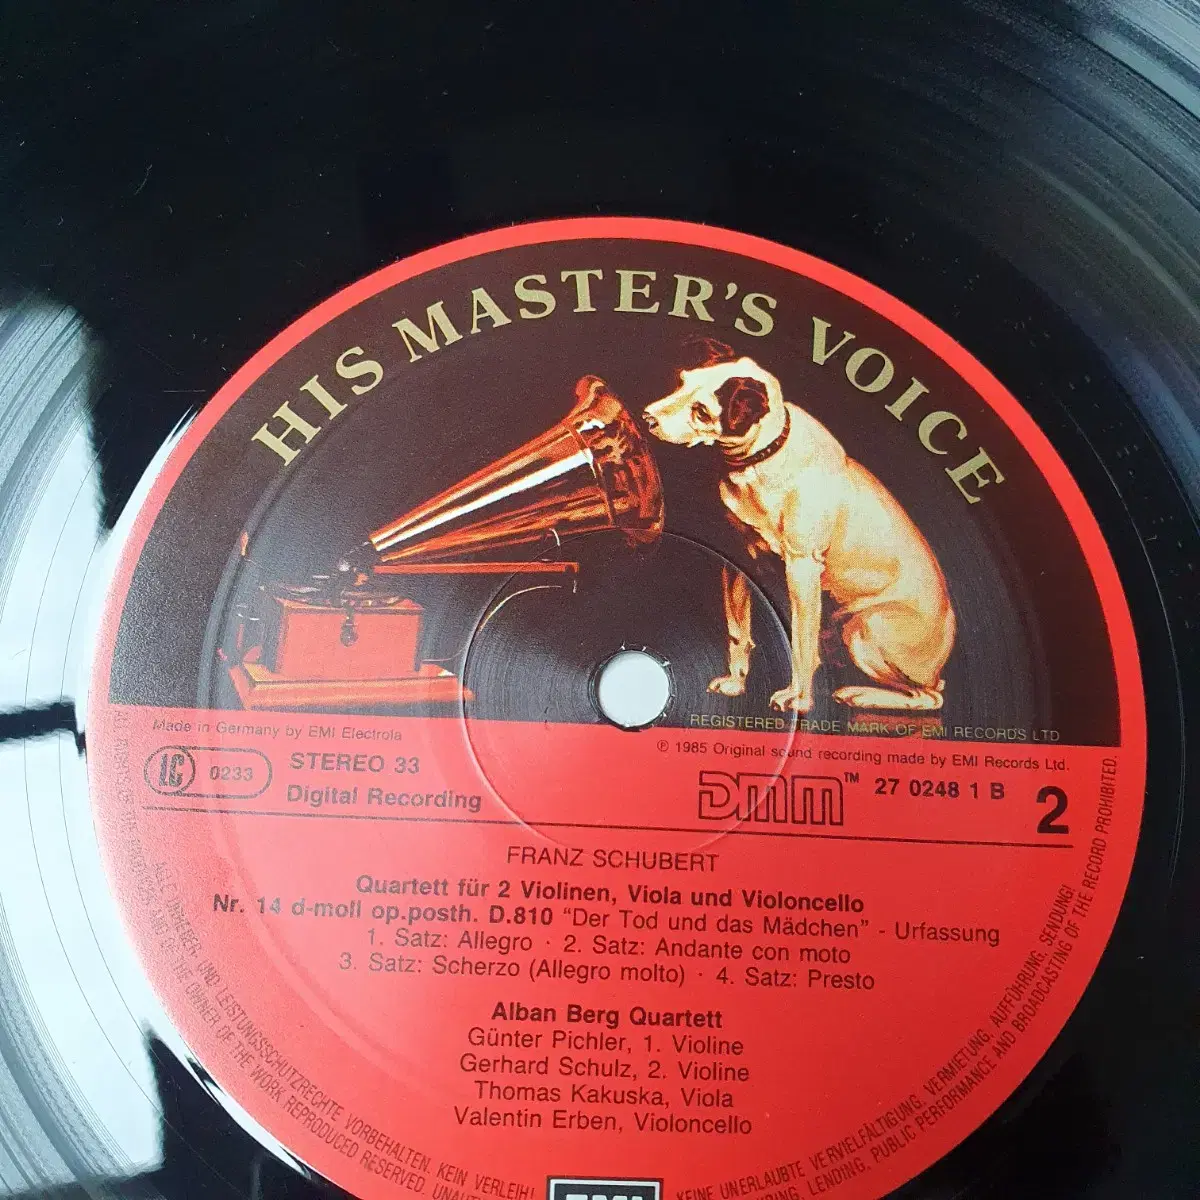 HIS MASTER'S VOICE
REGISTERED TRADE MARK OF EMI RECORDS LTD
Made in Germany by EMI Electrola
℗ 1985 Original sound recording made by EMI Records Ltd.
LC 0233
STEREO 33
Digital Recording
DMM™
27 0248 1 B
2
FRANZ SCHUBERT
Quartett für 2 Violinen, Viola und Violoncello
Nr. 14 d-moll op.posth. D.810 "Der Tod und das Mädchen" - Urfassung
1. Satz: Allegro · 2. Satz: Andante con moto
3. Satz: Scherzo (Allegro molto) · 4. Satz: Presto
Alban Berg Quartett
Günter Pichler, 1. Violine
Gerhard Schulz, 2. Violine
Thomas Kakuska, Viola
Valentin Erben, Violoncello
EMI
ALLE URHEBER- UND LEISTUNGSSCHUTZRECHTE VORBEHALTEN. KEIN VERLEIH!
KEINE UNERLAUBTE VERVIELFÄLTIGUNG, VERMIETUNG, AUFFÜHRUNG, SENDUNG!
OF THE OWNER OF THE WORK REPRODUCED RESERVED.
LENDING, PUBLIC PERFORMANCE AND BROADCASTING OF THE RECORD PROHIBITED.